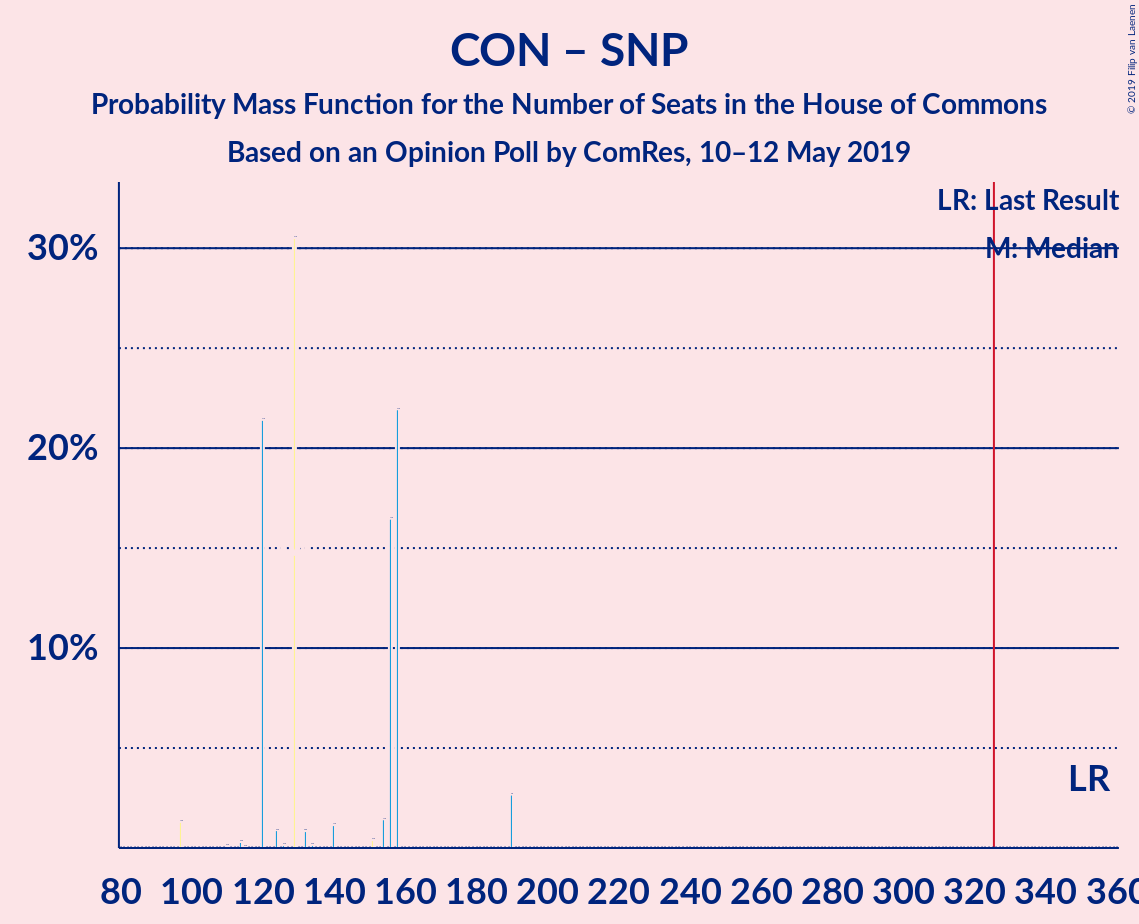 CON – SNP
Probability Mass Function for the Number of Seats in the House of Commons
Based on an Opinion Poll by ComRes, 10–12 May 2019
© 2019 Filip van Laenen
LR: Last Result
M: Median
30%
20%
10%
LR
80 100 120 140 160 180 200 220 240 260 280 300 320 340 360